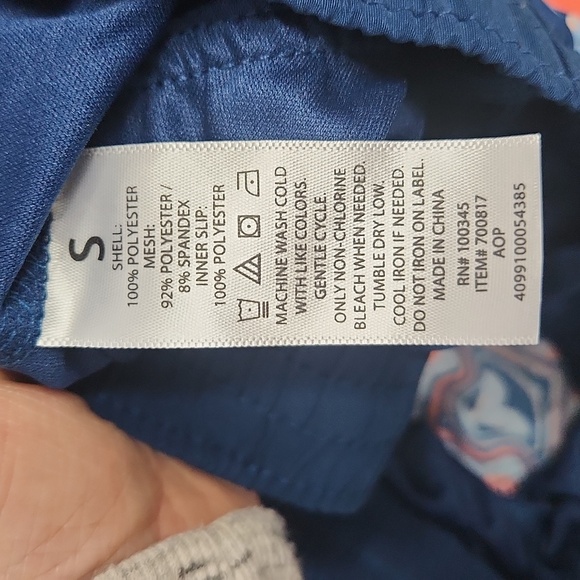 S
SHELL:
100% POLYESTER
MESH:
92% POLYESTER /
8% SPANDEX
INNER SLIP:
100% POLYESTER
MACHINE WASH COLD
WITH LIKE COLORS.
GENTLE CYCLE.
ONLY NON-CHLORINE
BLEACH WHEN NEEDED.
TUMBLE DRY LOW.
COOL IRON IF NEEDED.
DO NOT IRON ON LABEL.
MADE IN CHINA
RN# 100345
ITEM# 700817
AOP
4099100054385